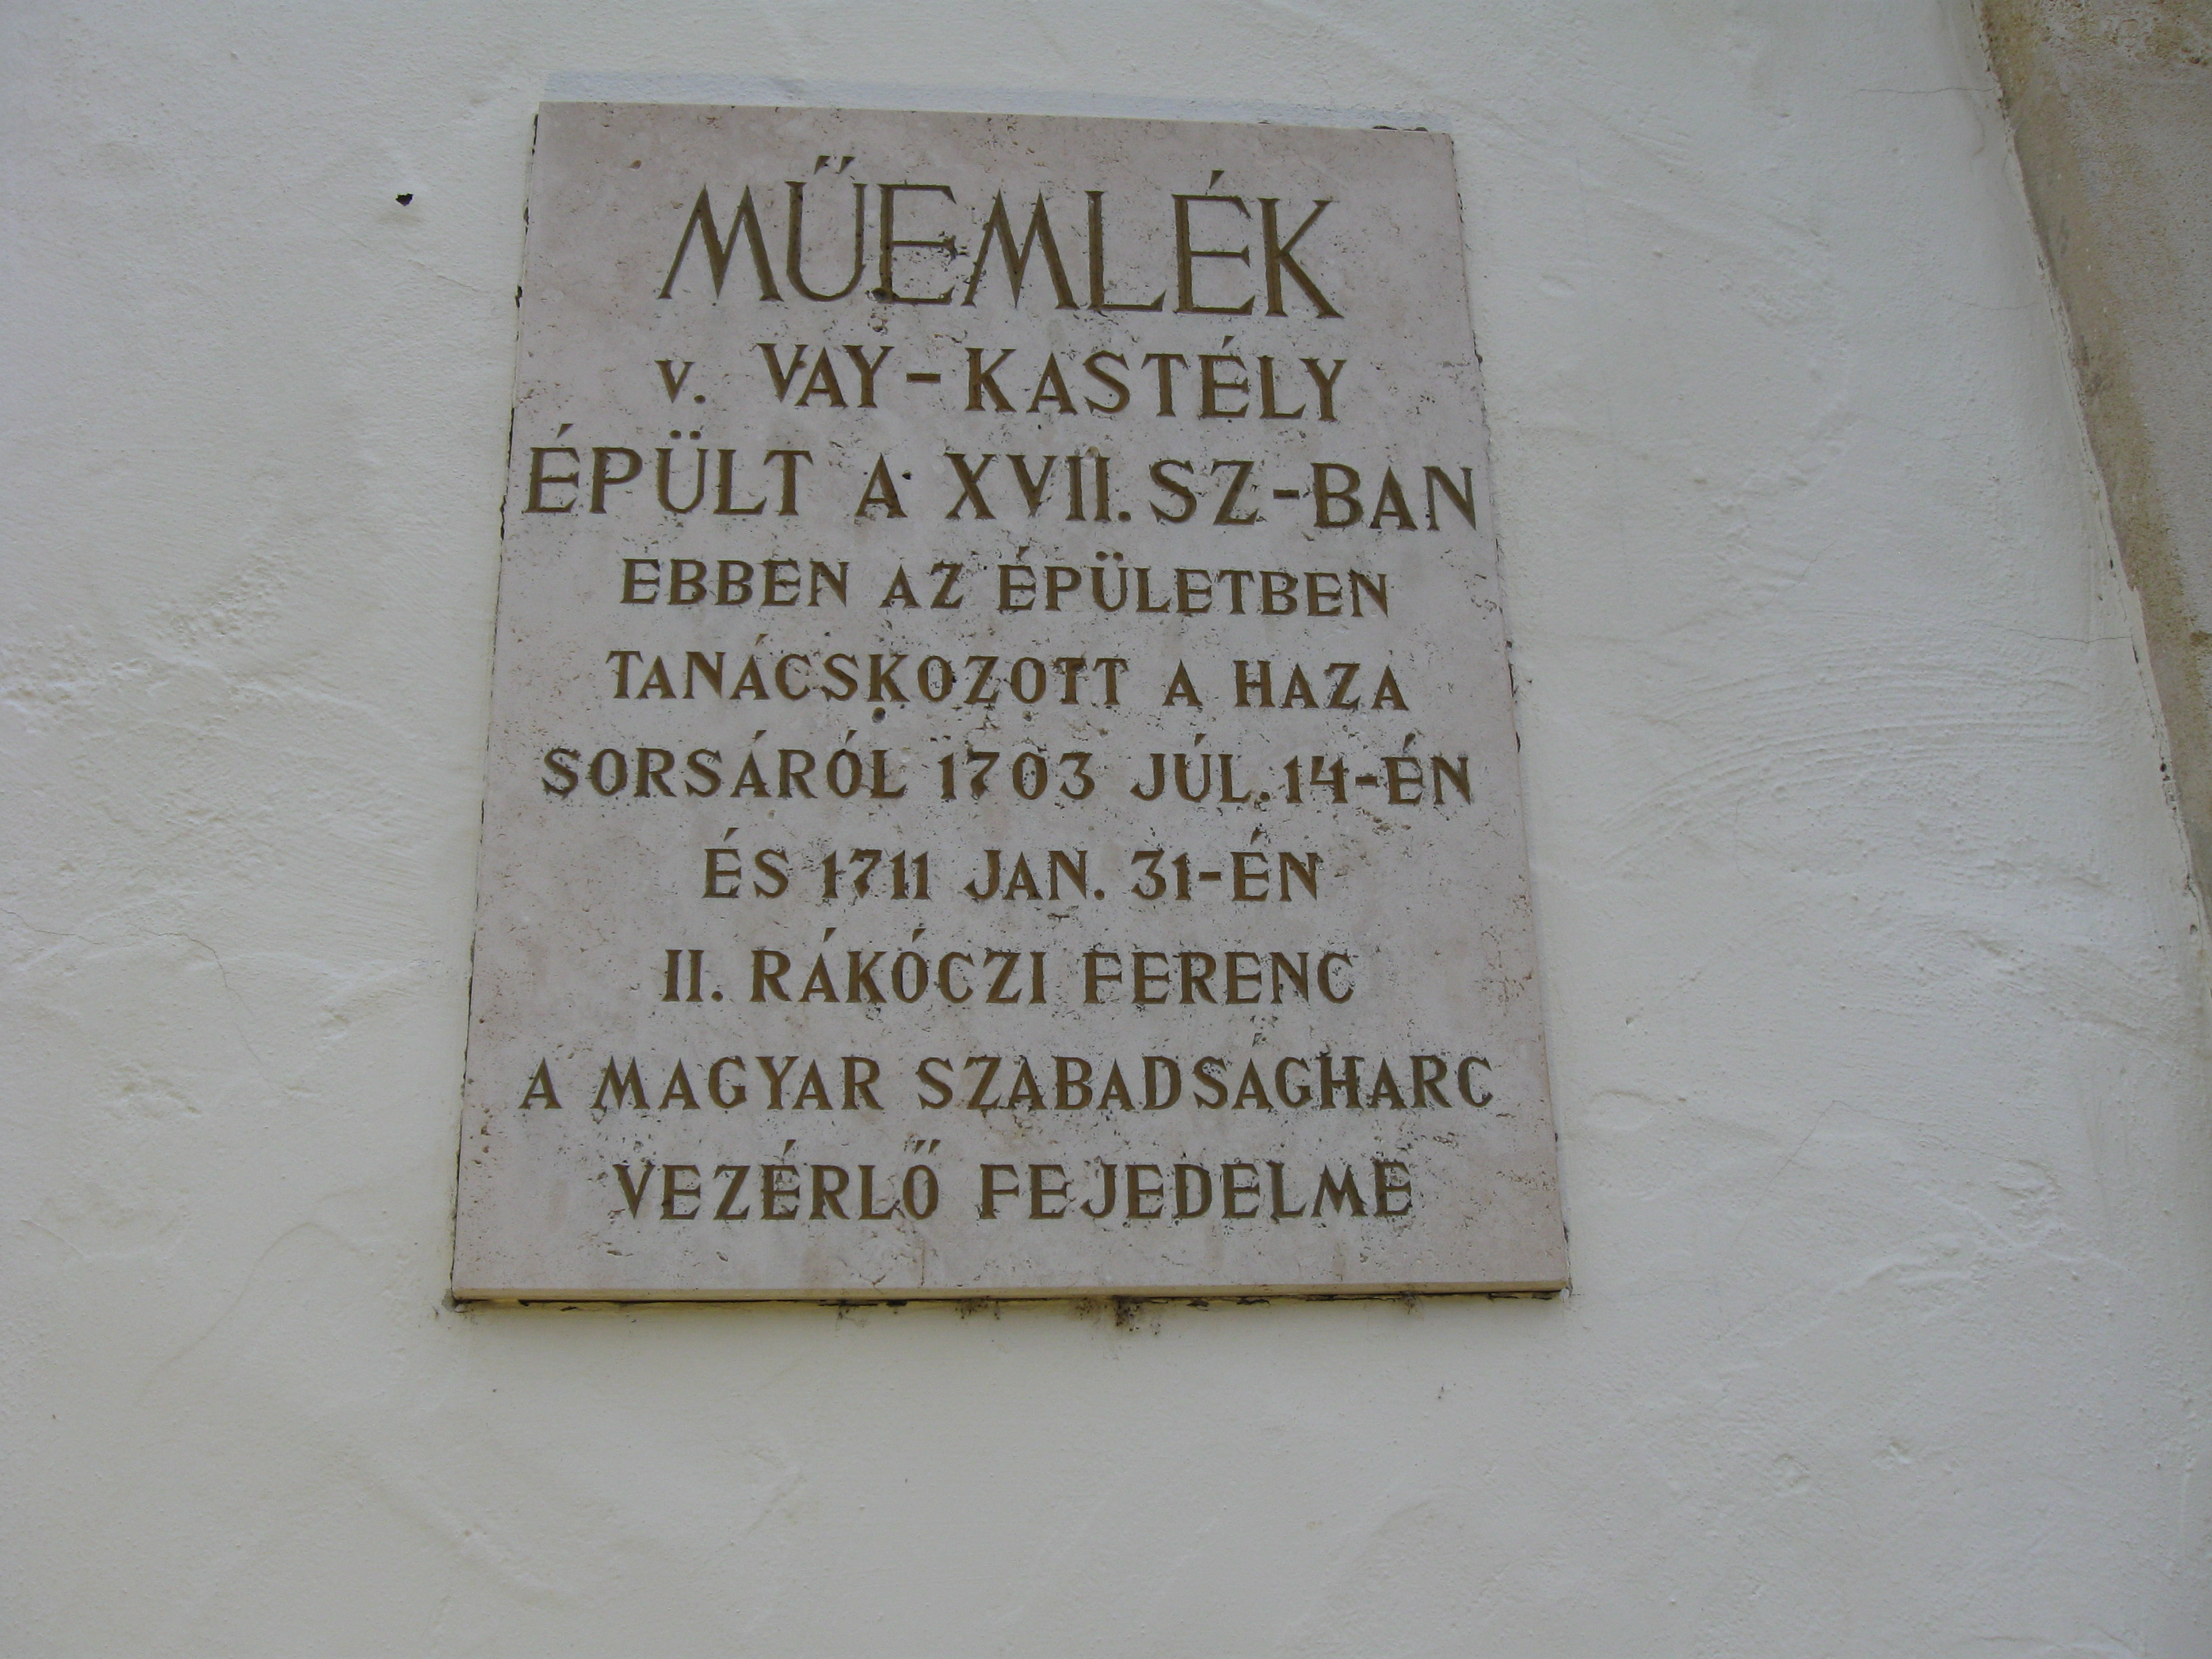 MŰEMLÉK
v. VAY-KASTÉLY
ÉPÜLT A XVII. SZ-BAN
EBBEN AZ ÉPÜLETBEN
TANÁCSKOZOTT A HAZA
SORSÁRÓL 1703 JÚL. 14-ÉN
ÉS 1711 JAN. 31-ÉN
II. RÁKÓCZI FERENC
A MAGYAR SZABADSÁGHARC
VEZÉRLŐ FEJEDELME